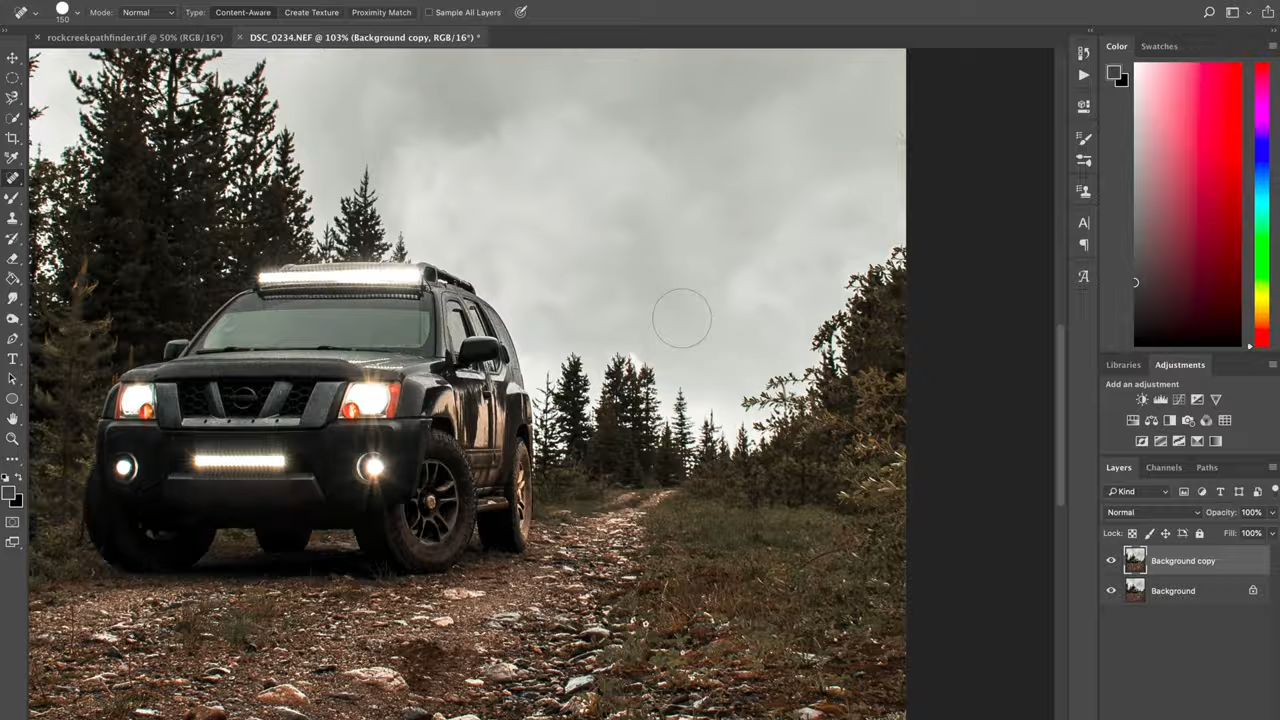 150 Mode: Normal Type: Content-Aware Create Texture Proximity Match Sample All Layers
× rockcreekpathfinder.tif @ 50% (RGB/16*) × DSC_0234.NEF @ 103% (Background copy, RGB/16*) *
Color Swatches
Libraries Adjustments
Add an adjustment
Layers Channels Paths
Kind
Normal Opacity: 100%
Lock: Fill: 100%
Background copy
Background